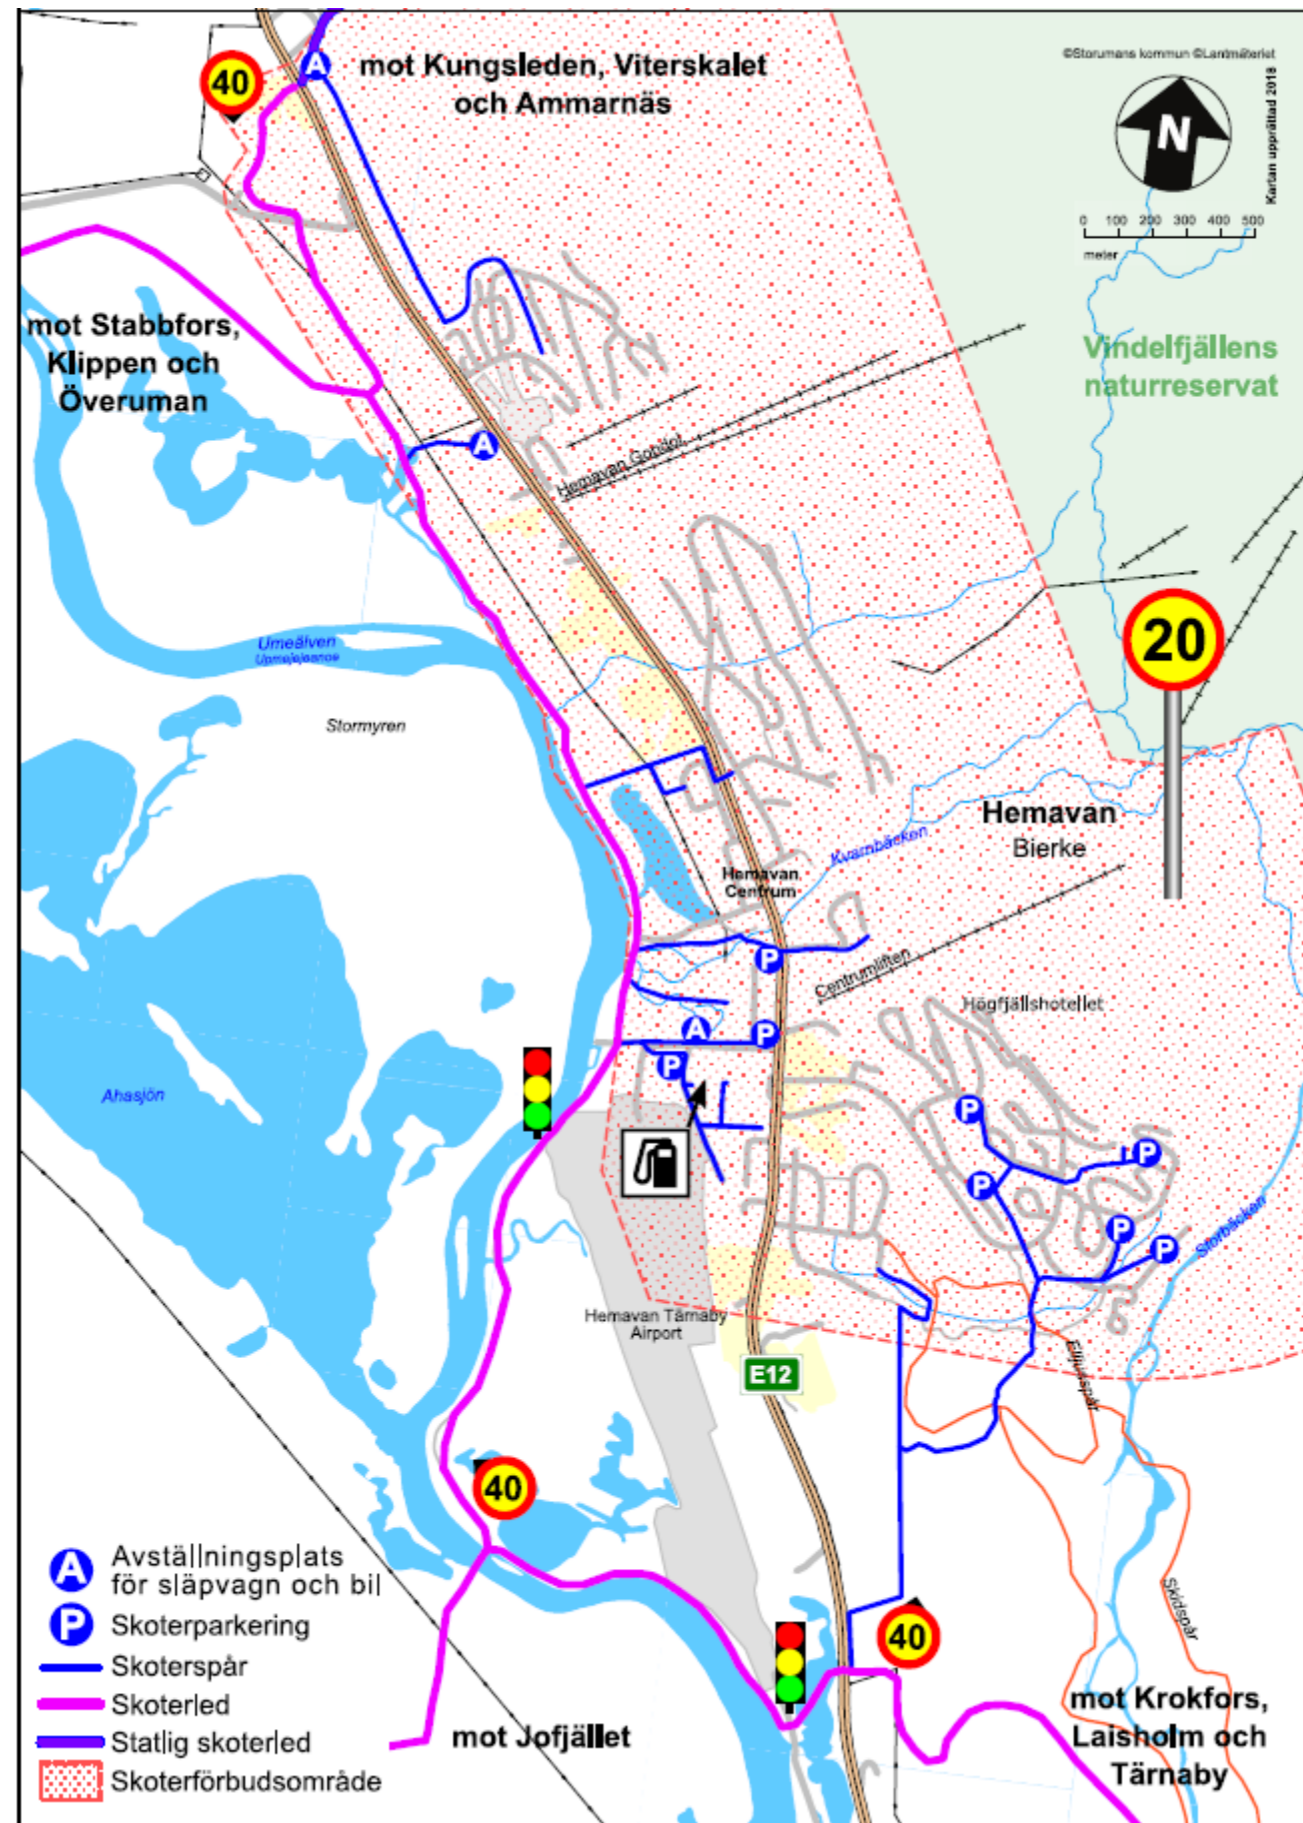 ©Storumans kommun ©Lantmäteriet
Kartan upprättad 2018
N
0 100 200 300 400 500
meter
40
A
mot Kungsleden, Viterskalet
och Ammarnäs
mot Stabbfors,
Klippen och
Överuman
Vindelfjällens
naturreservat
A
Hemavan Gobilol
20
Umeälven
Stormyren
Hemavan
Bierke
Kvarnbäcken
Hemavan
Centrum
P
Centrumliften
Högfjällshotellet
A
P
P
Ahasjön
P
P
P
P
P
Storbäcken
Hemavan Tärnaby
Airport
E12
Elljusspår
40
Skidspår
40
mot Jofjället
mot Krokfors,
Laisholm och
Tärnaby
A Avställningsplats
för släpvagn och bil
P Skoterparkering
Skoterspår
Skoterled
Statlig skoterled
Skoterförbudsområde